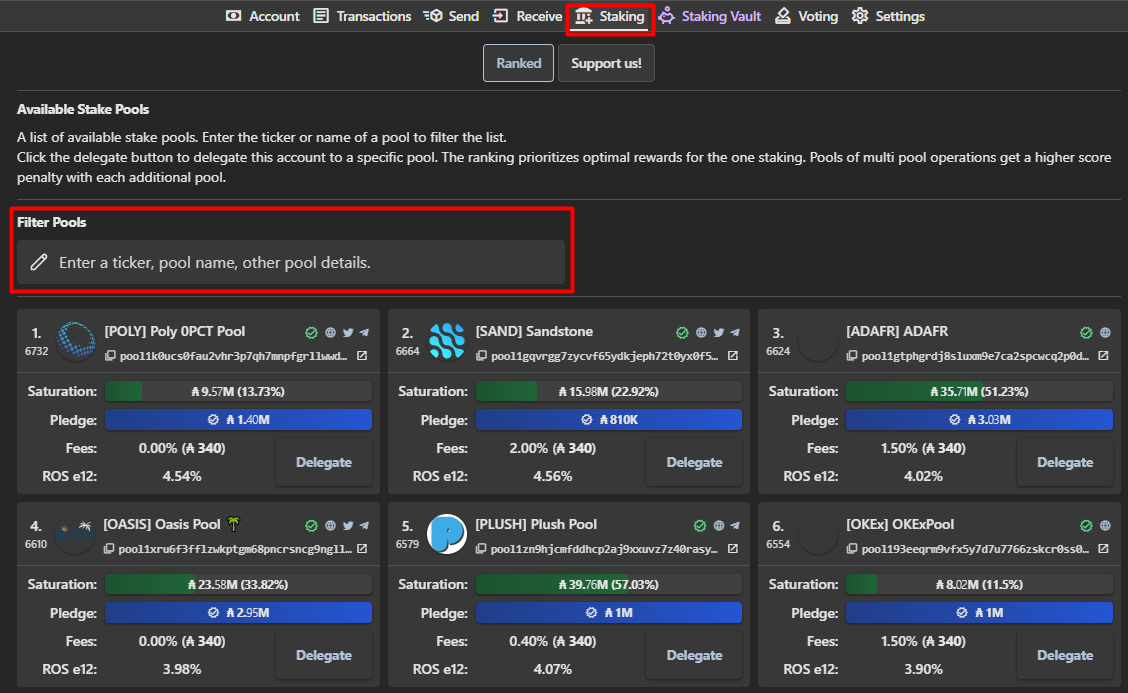 Account Transactions Send Receive Staking Staking Vault Voting Settings
Ranked Support us!
Available Stake Pools
A list of available stake pools. Enter the ticker or name of a pool to filter the list.
Click the delegate button to delegate this account to a specific pool. The ranking prioritizes optimal rewards for the one staking. Pools of multi pool operations get a higher score
penalty with each additional pool.
Filter Pools
Enter a ticker, pool name, other pool details.
1. [POLY] Poly 0PCT Pool
6732 pool1k0ucs0fau2vhr3p7qh7mnpfgrllwwd…
Saturation: ₳ 9.57M (13.73%)
Pledge: ₳ 1.40M
Fees: 0.00% (₳ 340)
ROS e12: 4.54%
Delegate
2. [SAND] Sandstone
6664 pool1gqvrgg7zycvf65ydkjeph72t0yx0f5…
Saturation: ₳ 15.98M (22.92%)
Pledge: ₳ 810K
Fees: 2.00% (₳ 340)
ROS e12: 4.56%
Delegate
3. [ADAFR] ADAFR
6624 pool1gtphgrdj8sluxm9e7ca2spcwcq2p0d…
Saturation: ₳ 35.71M (51.23%)
Pledge: ₳ 3.03M
Fees: 1.50% (₳ 340)
ROS e12: 4.02%
Delegate
4. [OASIS] Oasis Pool 🌴
6610 pool1xru6f3fflzwkptgm68pncrsncg9ngll…
Saturation: ₳ 23.58M (33.82%)
Pledge: ₳ 2.95M
Fees: 0.00% (₳ 340)
ROS e12: 3.98%
Delegate
5. [PLUSH] Plush Pool
6579 pool1zn9hjcmfddhcp2aj9xxuvz7z40rasy…
Saturation: ₳ 39.76M (57.03%)
Pledge: ₳ 1M
Fees: 0.40% (₳ 340)
ROS e12: 4.07%
Delegate
6. [OKEx] OKExPool
6554 pool193eeqrm9vfx5y7d7u7766zskcr0ss0…
Saturation: ₳ 8.02M (11.5%)
Pledge: ₳ 1M
Fees: 1.50% (₳ 340)
ROS e12: 3.90%
Delegate